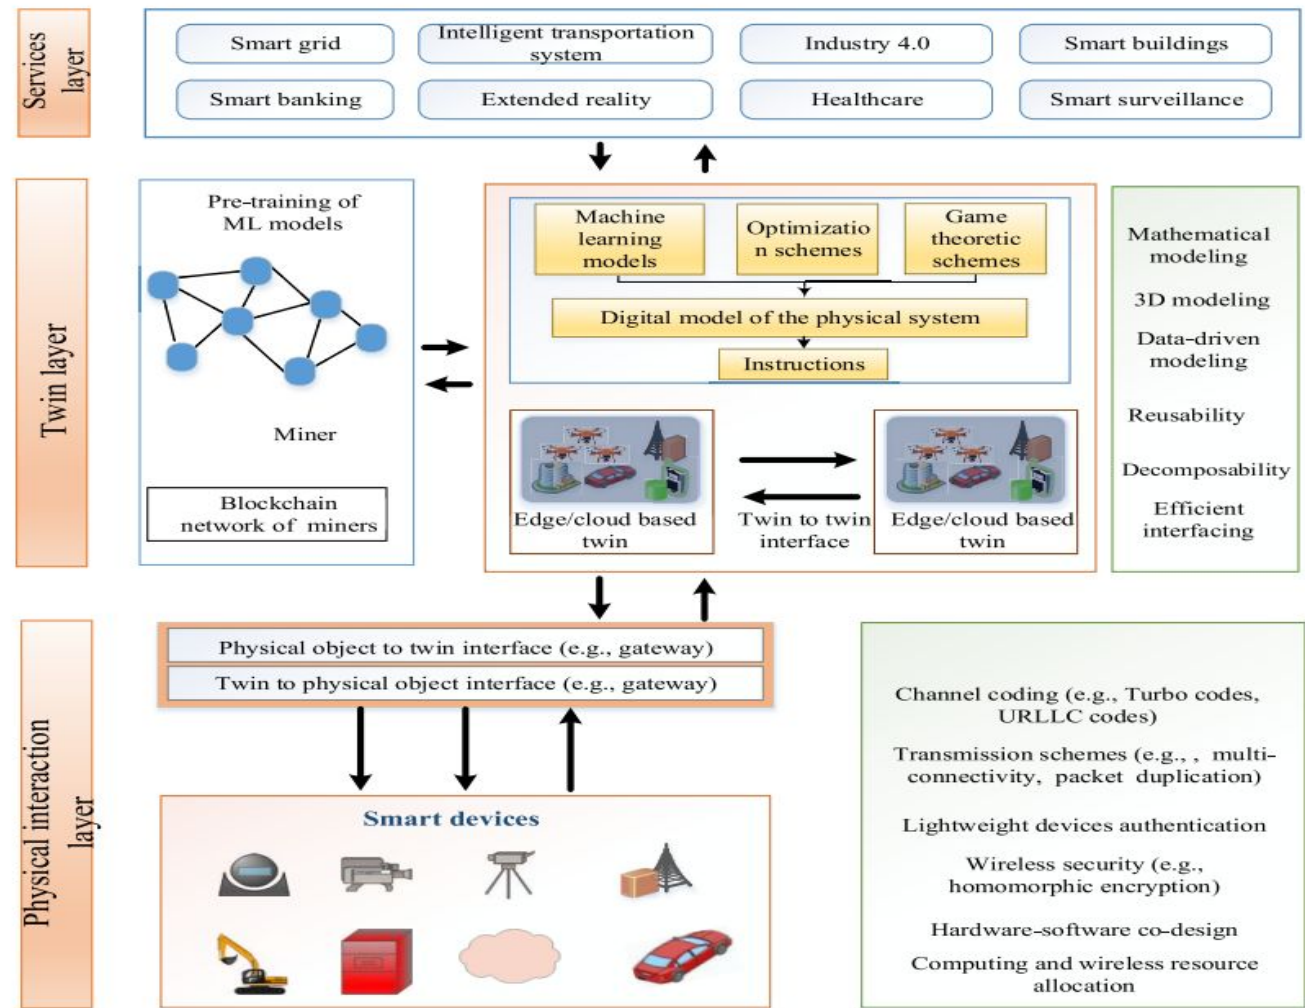 Services
layer
Smart grid
Intelligent transportation
system
Industry 4.0
Smart buildings
Smart banking
Extended reality
Healthcare
Smart surveillance
Twin layer
Pre-training of
ML models
Miner
Blockchain
network of miners
Machine
learning
models
Optimizatio
n schemes
Game
theoretic
schemes
Digital model of the physical system
Instructions
Edge/cloud based
twin
Twin to twin
interface
Edge/cloud based
twin
Mathematical
modeling
3D modeling
Data-driven
modeling
Reusability
Decomposability
Efficient
interfacing
Physical interaction
layer
Physical object to twin interface (e.g., gateway)
Twin to physical object interface (e.g., gateway)
Smart devices
Channel coding (e.g., Turbo codes,
URLLC codes)
Transmission schemes (e.g., , multi-
connectivity, packet duplication)
Lightweight devices authentication
Wireless security (e.g.,
homomorphic encryption)
Hardware-software co-design
Computing and wireless resource
allocation